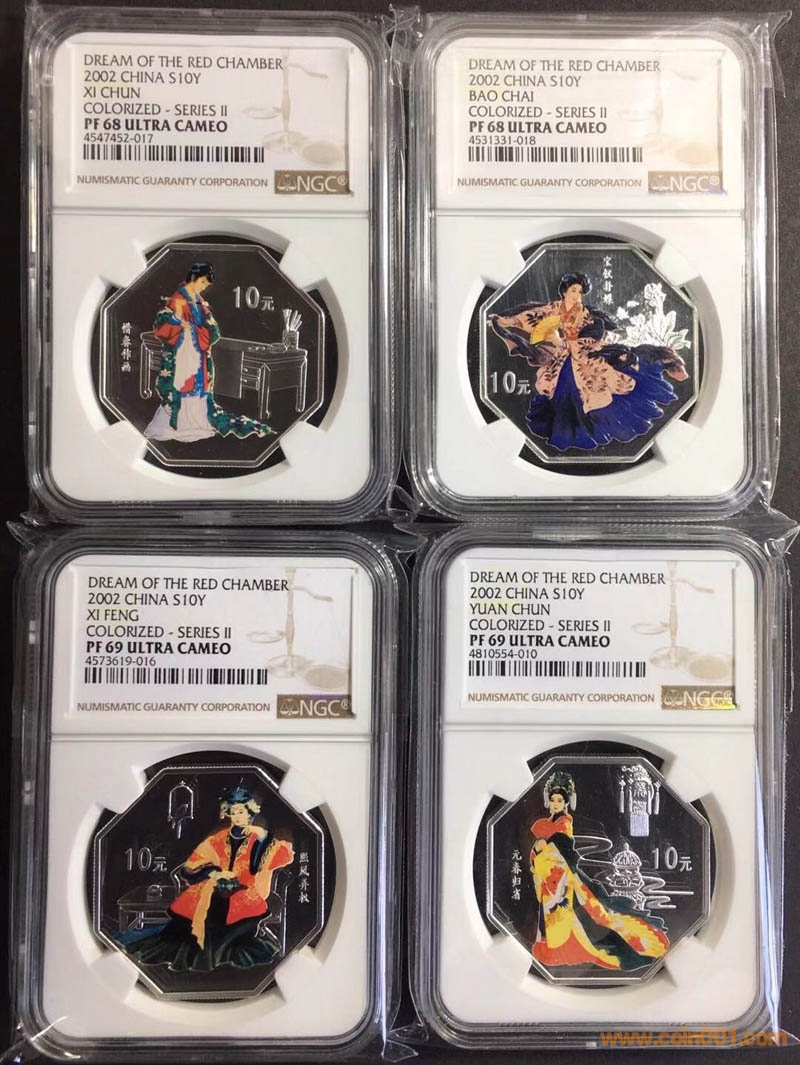 DREAM OF THE RED CHAMBER
2002 CHINA S10Y
XI CHUN
COLORIZED - SERIES II
PF 68 ULTRA CAMEO
4547452-017
NUMISMATIC GUARANTY CORPORATION NGC®
10元
惜春作画
DREAM OF THE RED CHAMBER
2002 CHINA S10Y
BAO CHAI
COLORIZED - SERIES II
PF 68 ULTRA CAMEO
4531331-018
NUMISMATIC GUARANTY CORPORATION NGC®
宝钗扑蝶
10元
DREAM OF THE RED CHAMBER
2002 CHINA S10Y
XI FENG
COLORIZED - SERIES II
PF 69 ULTRA CAMEO
4573619-016
NUMISMATIC GUARANTY CORPORATION NGC®
10元
熙凤弄权
DREAM OF THE RED CHAMBER
2002 CHINA S10Y
YUAN CHUN
COLORIZED - SERIES II
PF 69 ULTRA CAMEO
4810554-010
NUMISMATIC GUARANTY CORPORATION NGC®
10元
元春归省
www.coin001.com